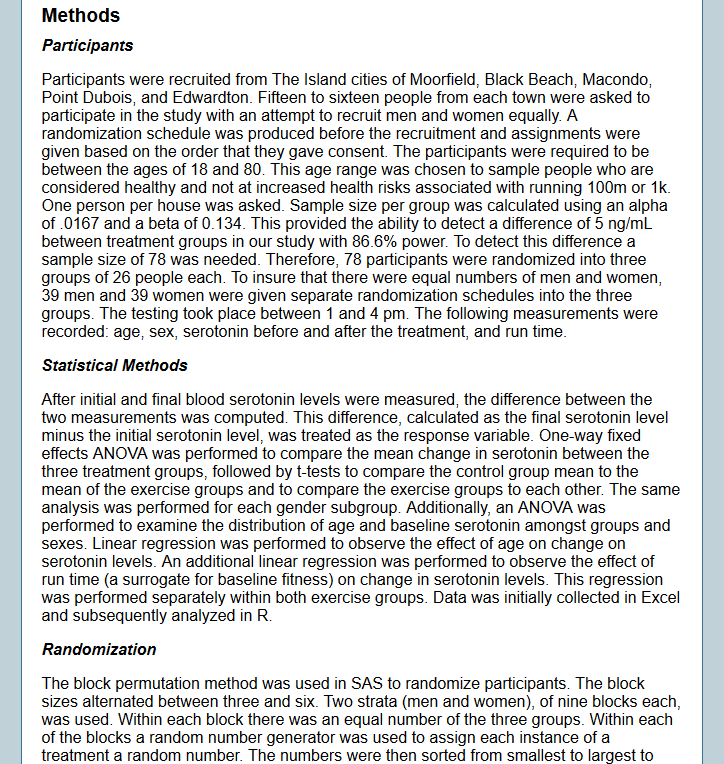 Methods
Participants
Participants were recruited from The Island cities of Moorfield, Black Beach, Macondo,
Point Dubois, and Edwardton. Fifteen to sixteen people from each town were asked to
participate in the study with an attempt to recruit men and women equally. A
randomization schedule was produced before the recruitment and assignments were
given based on the order that they gave consent. The participants were required to be
between the ages of 18 and 80. This age range was chosen to sample people who are
considered healthy and not at increased health risks associated with running 100m or 1k.
One person per house was asked. Sample size per group was calculated using an alpha
of .0167 and a beta of 0.134. This provided the ability to detect a difference of 5 ng/mL
between treatment groups in our study with 86.6% power. To detect this difference a
sample size of 78 was needed. Therefore, 78 participants were randomized into three
groups of 26 people each. To insure that there were equal numbers of men and women,
39 men and 39 women were given separate randomization schedules into the three
groups. The testing took place between 1 and 4 pm. The following measurements were
recorded: age, sex, serotonin before and after the treatment, and run time.
Statistical Methods
After initial and final blood serotonin levels were measured, the difference between the
two measurements was computed. This difference, calculated as the final serotonin level
minus the initial serotonin level, was treated as the response variable. One-way fixed
effects ANOVA was performed to compare the mean change in serotonin between the
three treatment groups, followed by t-tests to compare the control group mean to the
mean of the exercise groups and to compare the exercise groups to each other. The same
analysis was performed for each gender subgroup. Additionally, an ANOVA was
performed to examine the distribution of age and baseline serotonin amongst groups and
sexes. Linear regression was performed to observe the effect of age on change on
serotonin levels. An additional linear regression was performed to observe the effect of
run time (a surrogate for baseline fitness) on change in serotonin levels. This regression
was performed separately within both exercise groups. Data was initially collected in Excel
and subsequently analyzed in R.
Randomization
The block permutation method was used in SAS to randomize participants. The block
sizes alternated between three and six. Two strata (men and women), of nine blocks each,
was used. Within each block there was an equal number of the three groups. Within each
of the blocks a random number generator was used to assign each instance of a
treatment a random number. The numbers were then sorted from smallest to largest to